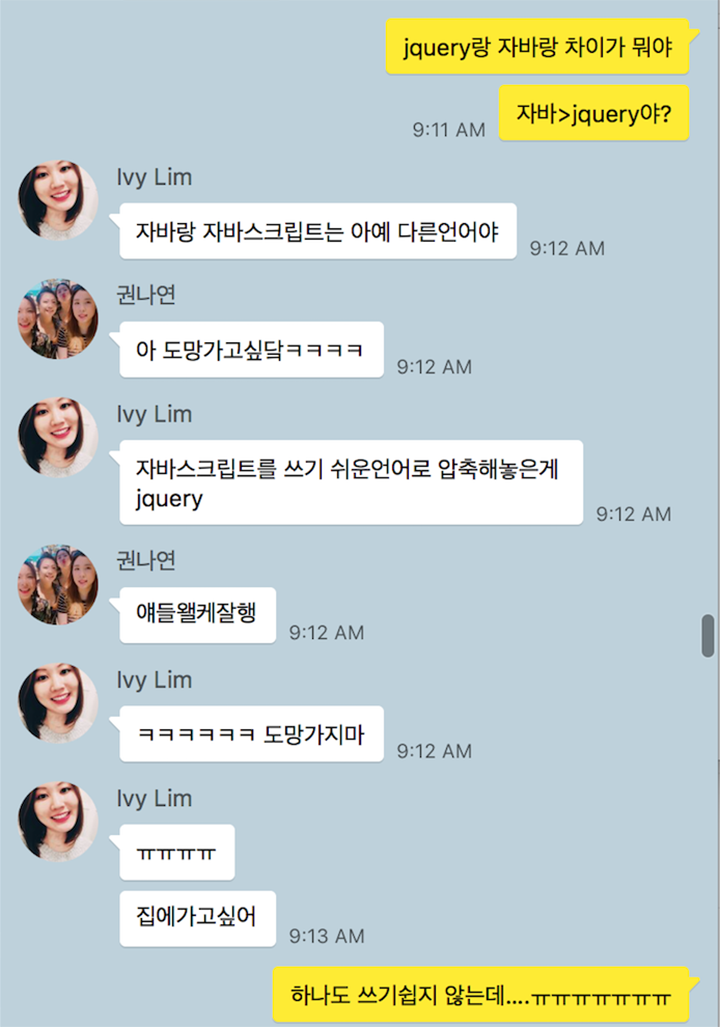 jquery랑 자바랑 차이가 뭐야
자바>jquery야?
9:11 AM
Ivy Lim
자바랑 자바스크립트는 아예 다른언어야
9:12 AM
권나연
아 도망가고싶닼ㅋㅋㅋㅋ
9:12 AM
Ivy Lim
자바스크립트를 쓰기 쉬운언어로 압축해놓은게
jquery
9:12 AM
권나연
얘들왤케잘행
9:12 AM
Ivy Lim
ㅋㅋㅋㅋㅋㅋ 도망가지마
9:12 AM
Ivy Lim
ㅠㅠㅠㅠ
집에가고싶어
9:13 AM
하나도 쓰기쉽지 않는데....ㅠㅠㅠㅠㅠㅠㅠ